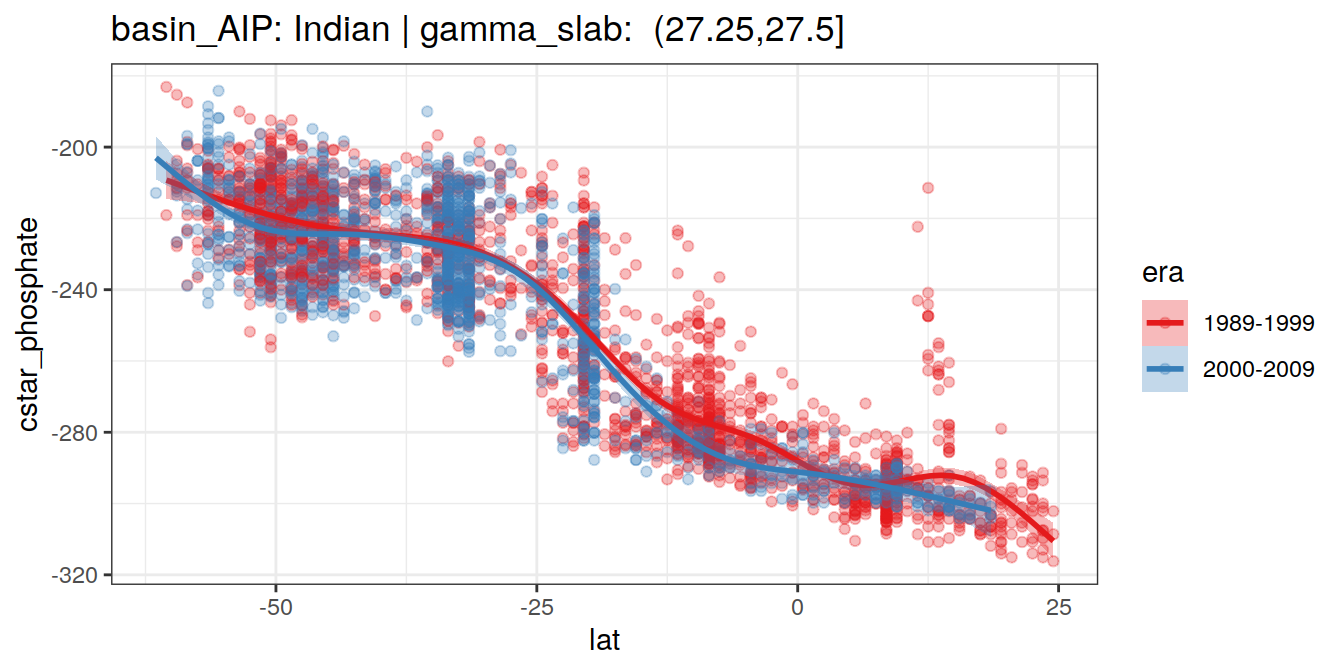 basin_AIP: Indian | gamma_slab:  (27.25,27.5]
cstar_phosphate
-200
-240
-280
-320
-50
-25
0
25
lat
era
1989-1999
2000-2009